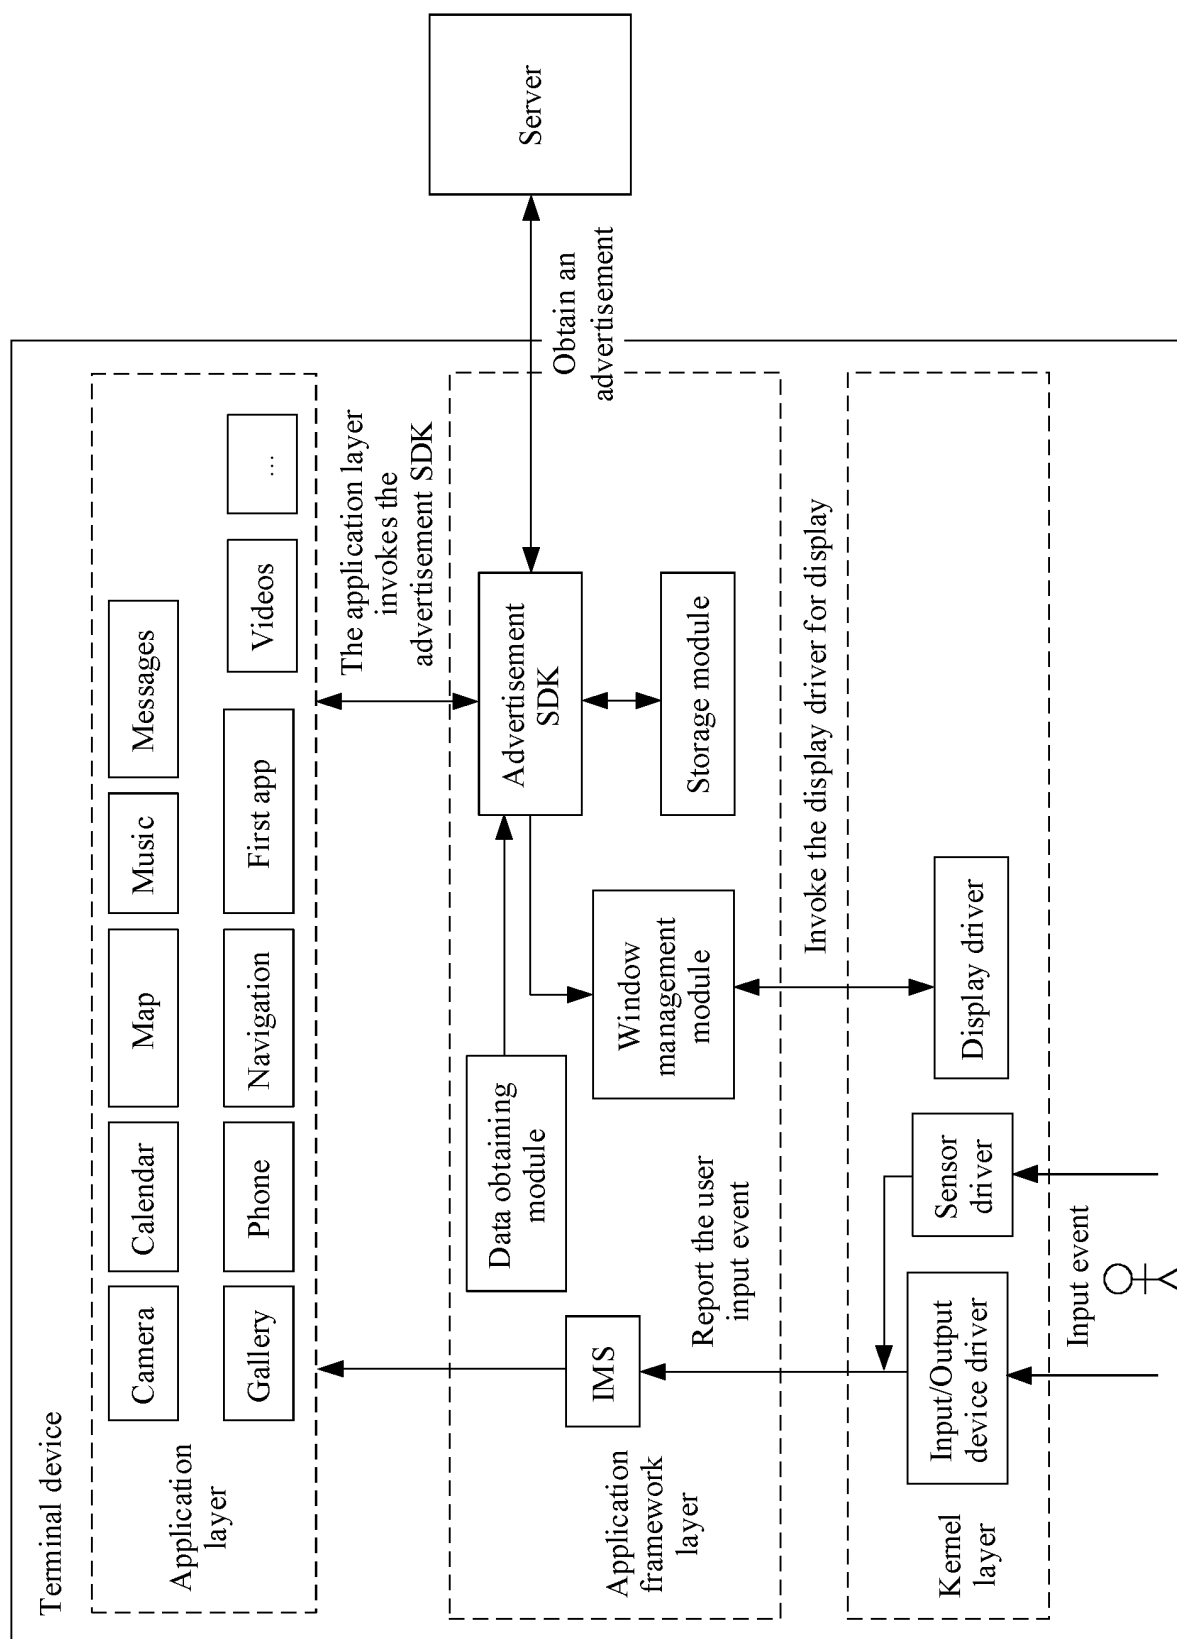 Terminal device
Application
layer
Camera
Calendar
Map
Music
Messages
Gallery
Phone
Navigation
First app
Videos
...
The application layer
invokes the
advertisement SDK
Application
framework
layer
IMS
Data obtaining
module
Advertisement
SDK
Window
management
module
Storage module
Obtain an
advertisement
Server
Report the user
input event
Invoke the display driver for display
Kernel
layer
Input/Output
device driver
Sensor
driver
Display driver
Input event